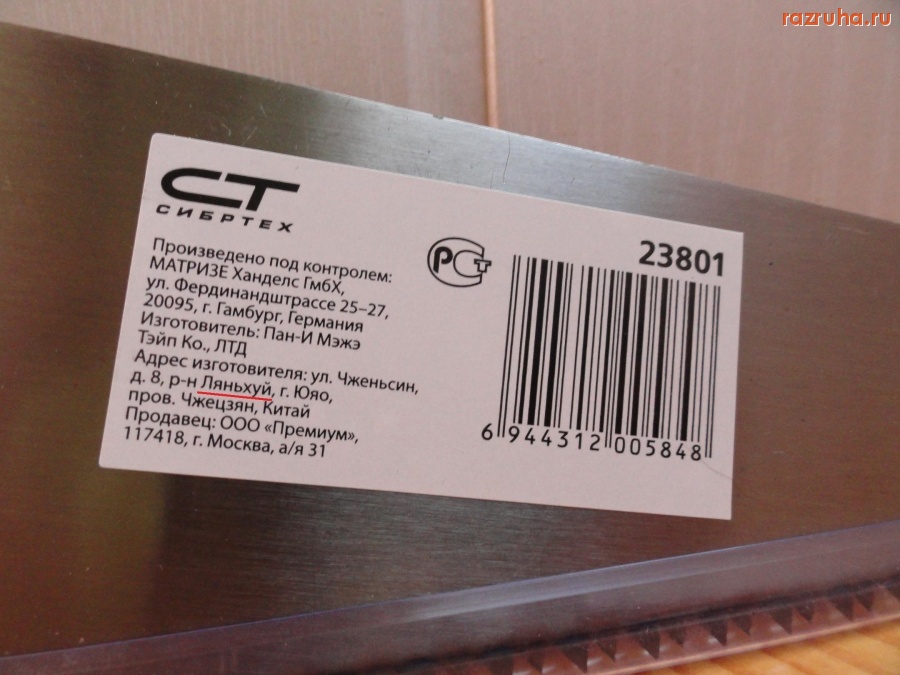 razruha.ru
СТ
СИБРТЕХ
Произведено под контролем:
МАТРИЗЕ Ханделс ГмбХ,
ул. Фердинандштрассе 25–27,
20095, г. Гамбург, Германия
Изготовитель: Пан-И Мэжэ
Тэйп Ко., ЛТД
Адрес изготовителя: ул. Чженьсин,
д. 8, р-н Ляньхуй, г. Юяо,
пров. Чжецзян, Китай
Продавец: ООО «Премиум»,
117418, г. Москва, а/я 31
РСТ
23801
6 944312 005848